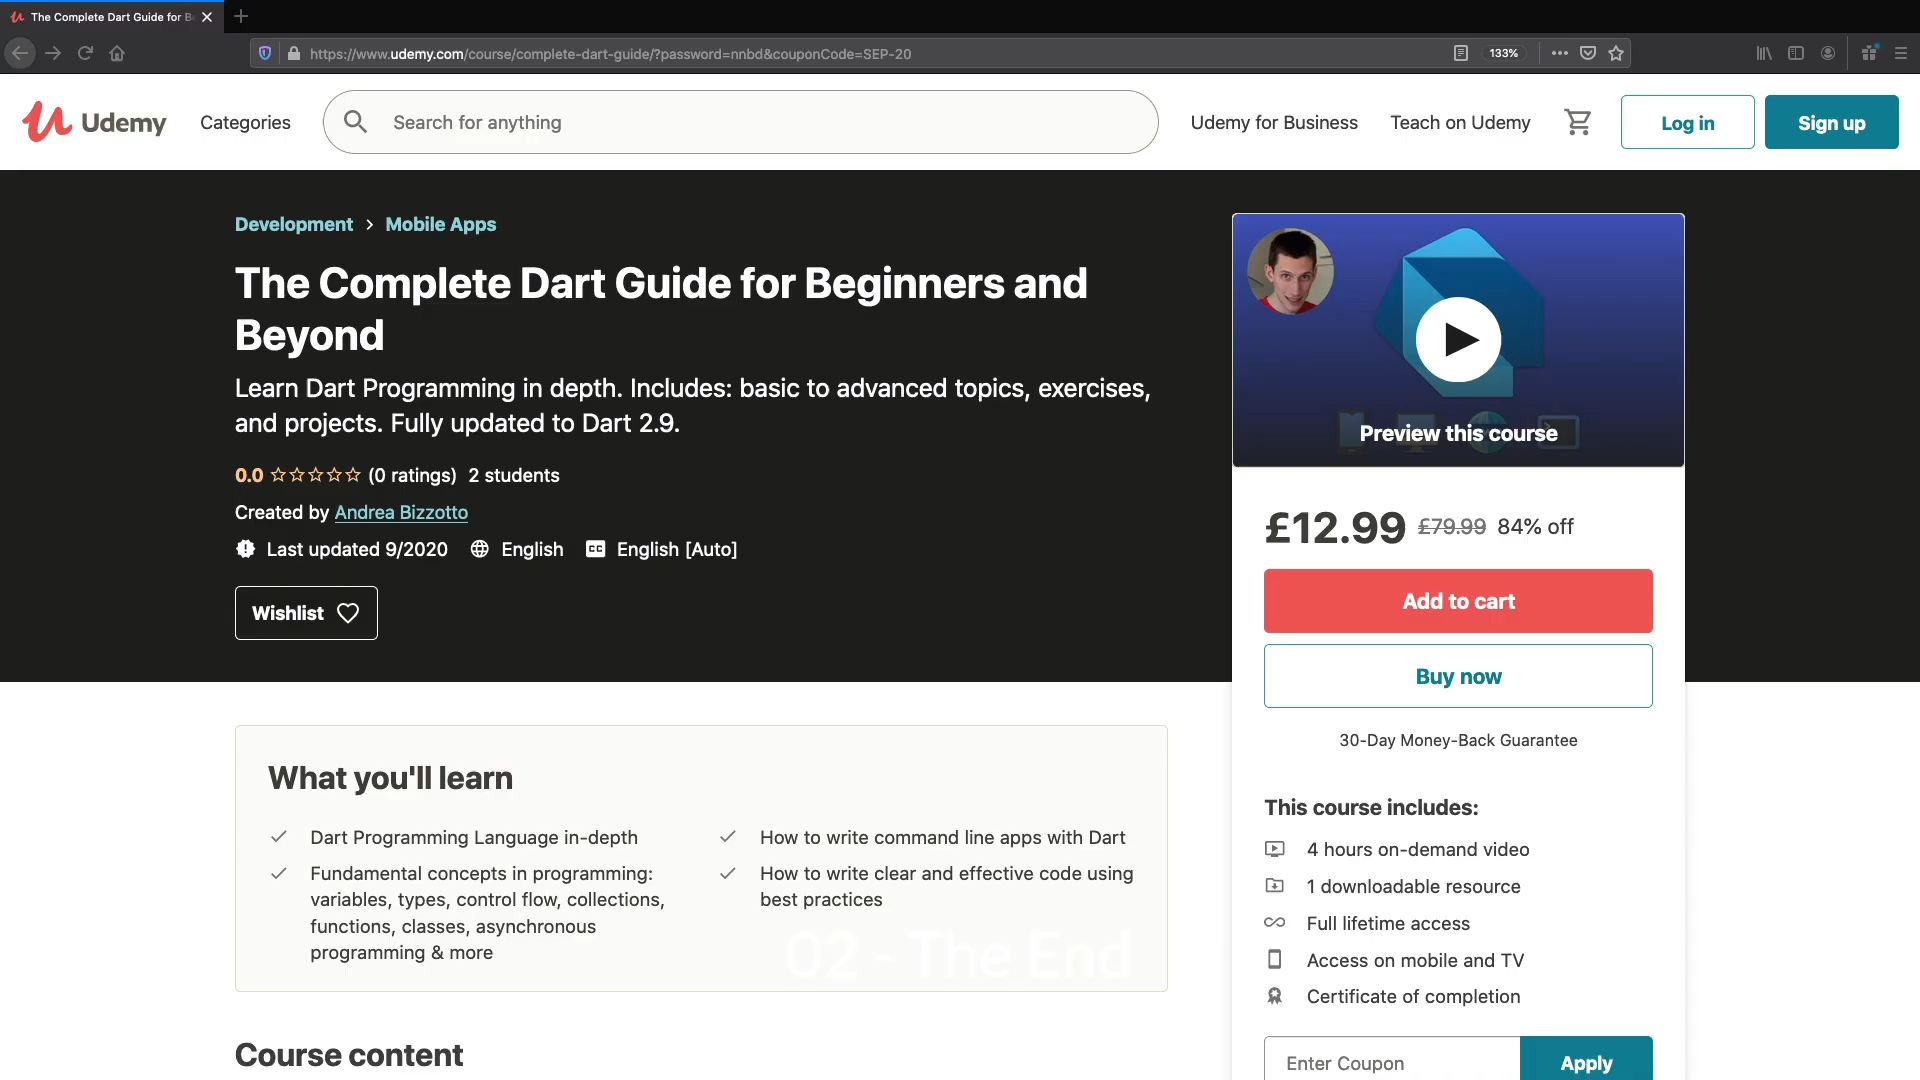 The Complete Dart Guide for B
https://www.udemy.com/course/complete-dart-guide/?password=nnbd&couponCode=SEP-20
133%
Udemy
Categories
Search for anything
Udemy for Business
Teach on Udemy
Log in
Sign up
Development > Mobile Apps
The Complete Dart Guide for Beginners and
Beyond
Learn Dart Programming in depth. Includes: basic to advanced topics, exercises,
and projects. Fully updated to Dart 2.9.
0.0 (0 ratings) 2 students
Created by Andrea Bizzotto
Last updated 9/2020 English CC English [Auto]
Wishlist
Preview this course
£12.99 £79.99 84% off
Add to cart
Buy now
30-Day Money-Back Guarantee
This course includes:
4 hours on-demand video
1 downloadable resource
Full lifetime access
Access on mobile and TV
Certificate of completion
Enter Coupon
Apply
What you'll learn
Dart Programming Language in-depth
Fundamental concepts in programming:
variables, types, control flow, collections,
functions, classes, asynchronous
programming & more
How to write command line apps with Dart
How to write clear and effective code using
best practices
02 - The End
Course content